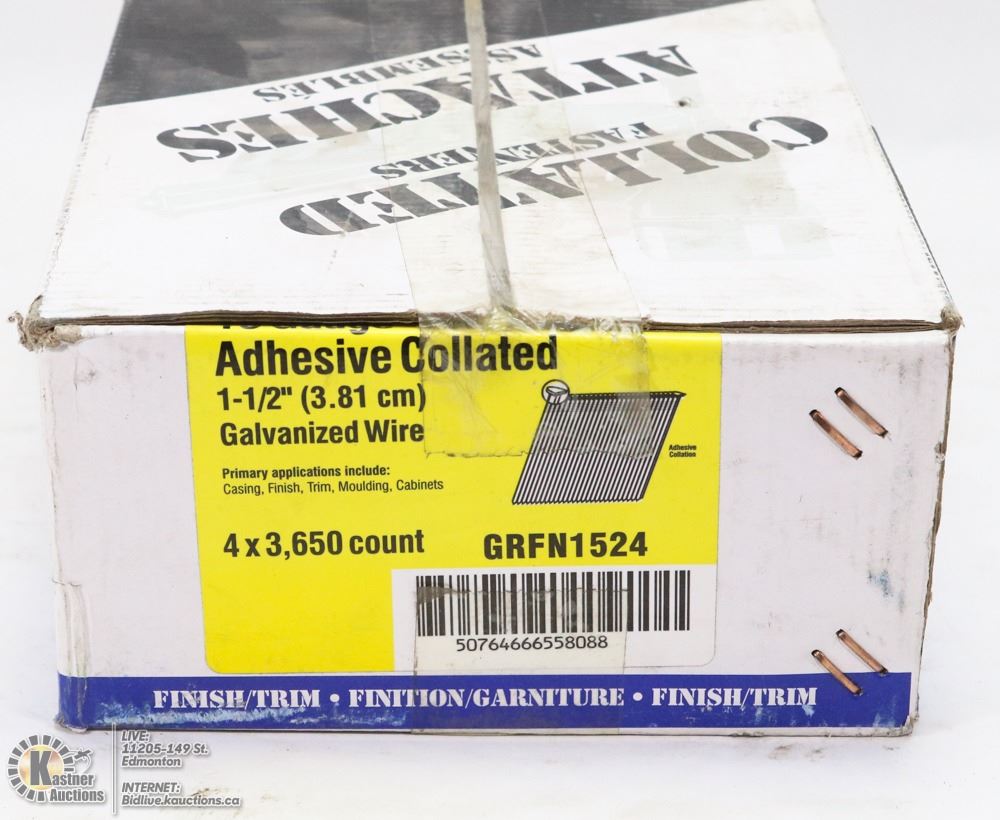 ATTACHES
ASSEMBLÉS
COLLATED
FASTENERS
Adhesive Collated
1-1/2" (3.81 cm)
Galvanized Wire
Primary applications include:
Casing, Finish, Trim, Moulding, Cabinets
Adhesive
Collation
4 x 3,650 count
GRFN1524
50764666558088
FINISH/TRIM • FINITION/GARNITURE • FINISH/TRIM
Kastner
Auctions
LIVE:
11205-149 St.
Edmonton
INTERNET:
Bidlive.kauctions.ca